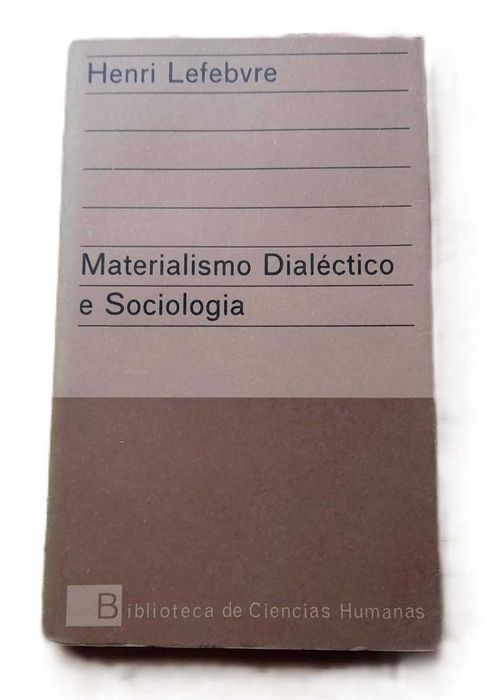 Henri Lefebvre
Materialismo Dialéctico
e Sociologia
Biblioteca de Ciencias Humanas